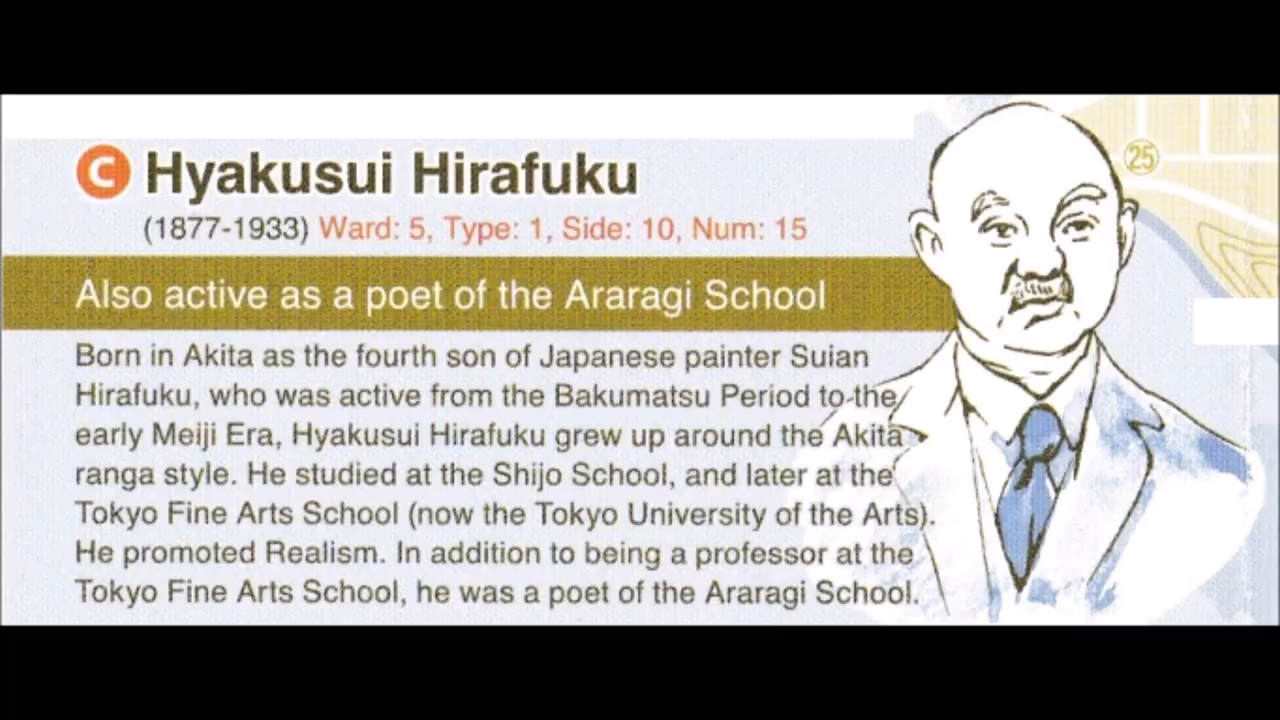 C Hyakusui Hirafuku
(1877-1933) Ward: 5, Type: 1, Side: 10, Num: 15
25
Also active as a poet of the Araragi School
Born in Akita as the fourth son of Japanese painter Suian
Hirafuku, who was active from the Bakumatsu Period to the
early Meiji Era, Hyakusui Hirafuku grew up around the Akita
ranga style. He studied at the Shijo School, and later at the
Tokyo Fine Arts School (now the Tokyo University of the Arts).
He promoted Realism. In addition to being a professor at the
Tokyo Fine Arts School, he was a poet of the Araragi School.